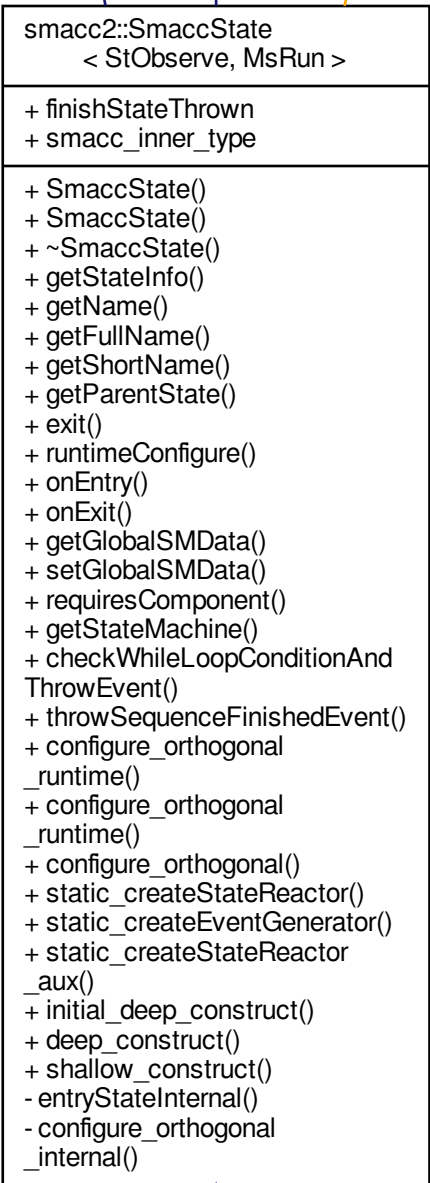 smacc2::SmaccState
< StObserve, MsRun >
+ finishStateThrown
+ smacc_inner_type
+ SmaccState()
+ SmaccState()
+ ~SmaccState()
+ getStateInfo()
+ getName()
+ getFullName()
+ getShortName()
+ getParentState()
+ exit()
+ runtimeConfigure()
+ onEntry()
+ onExit()
+ getGlobalSMData()
+ setGlobalSMData()
+ requiresComponent()
+ getStateMachine()
+ checkWhileLoopConditionAnd
ThrowEvent()
+ throwSequenceFinishedEvent()
+ configure_orthogonal
_runtime()
+ configure_orthogonal
_runtime()
+ configure_orthogonal()
+ static_createStateReactor()
+ static_createEventGenerator()
+ static_createStateReactor
_aux()
+ initial_deep_construct()
+ deep_construct()
+ shallow_construct()
- entryStateInternal()
- configure_orthogonal
_internal()